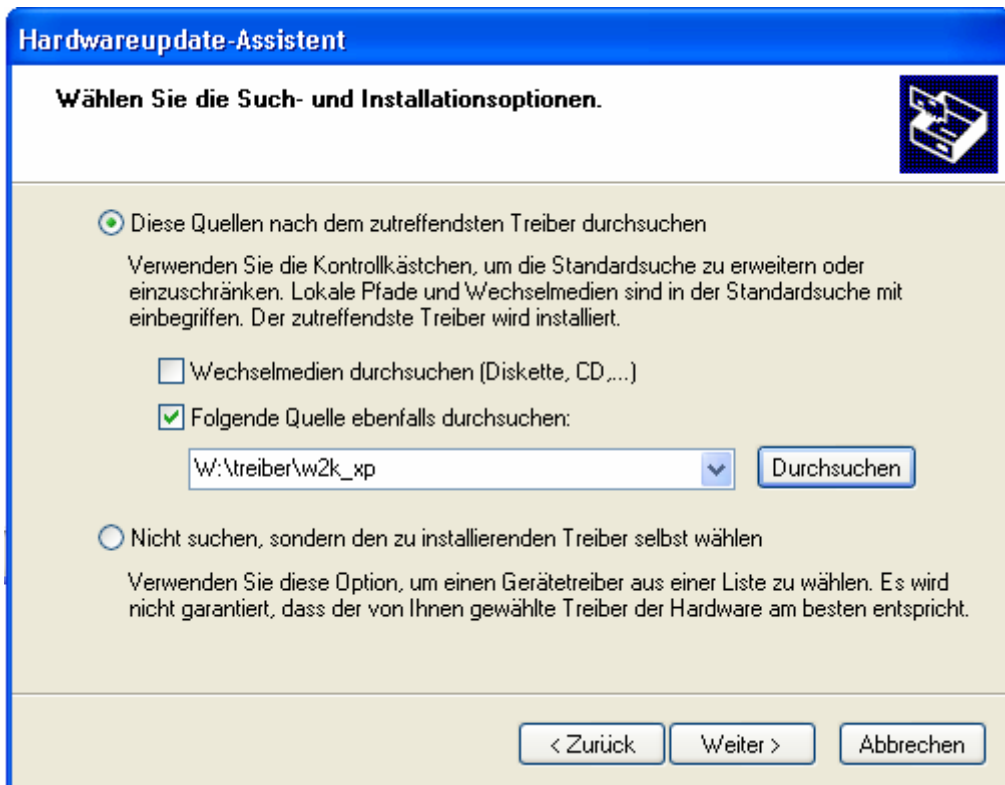 Hardwareupdate-Assistent
Wählen Sie die Such- und Installationsoptionen.
Diese Quellen nach dem zutreffendsten Treiber durchsuchen
Verwenden Sie die Kontrollkästchen, um die Standardsuche zu erweitern oder
einzuschränken. Lokale Pfade und Wechselmedien sind in der Standardsuche mit
einbegriffen. Der zutreffendste Treiber wird installiert.
Wechselmedien durchsuchen (Diskette, CD,...)
Folgende Quelle ebenfalls durchsuchen:
W:\treiber\w2k_xp
Durchsuchen
Nicht suchen, sondern den zu installierenden Treiber selbst wählen
Verwenden Sie diese Option, um einen Gerätetreiber aus einer Liste zu wählen. Es wird
nicht garantiert, dass der von Ihnen gewählte Treiber der Hardware am besten entspricht.
< Zurück Weiter > Abbrechen